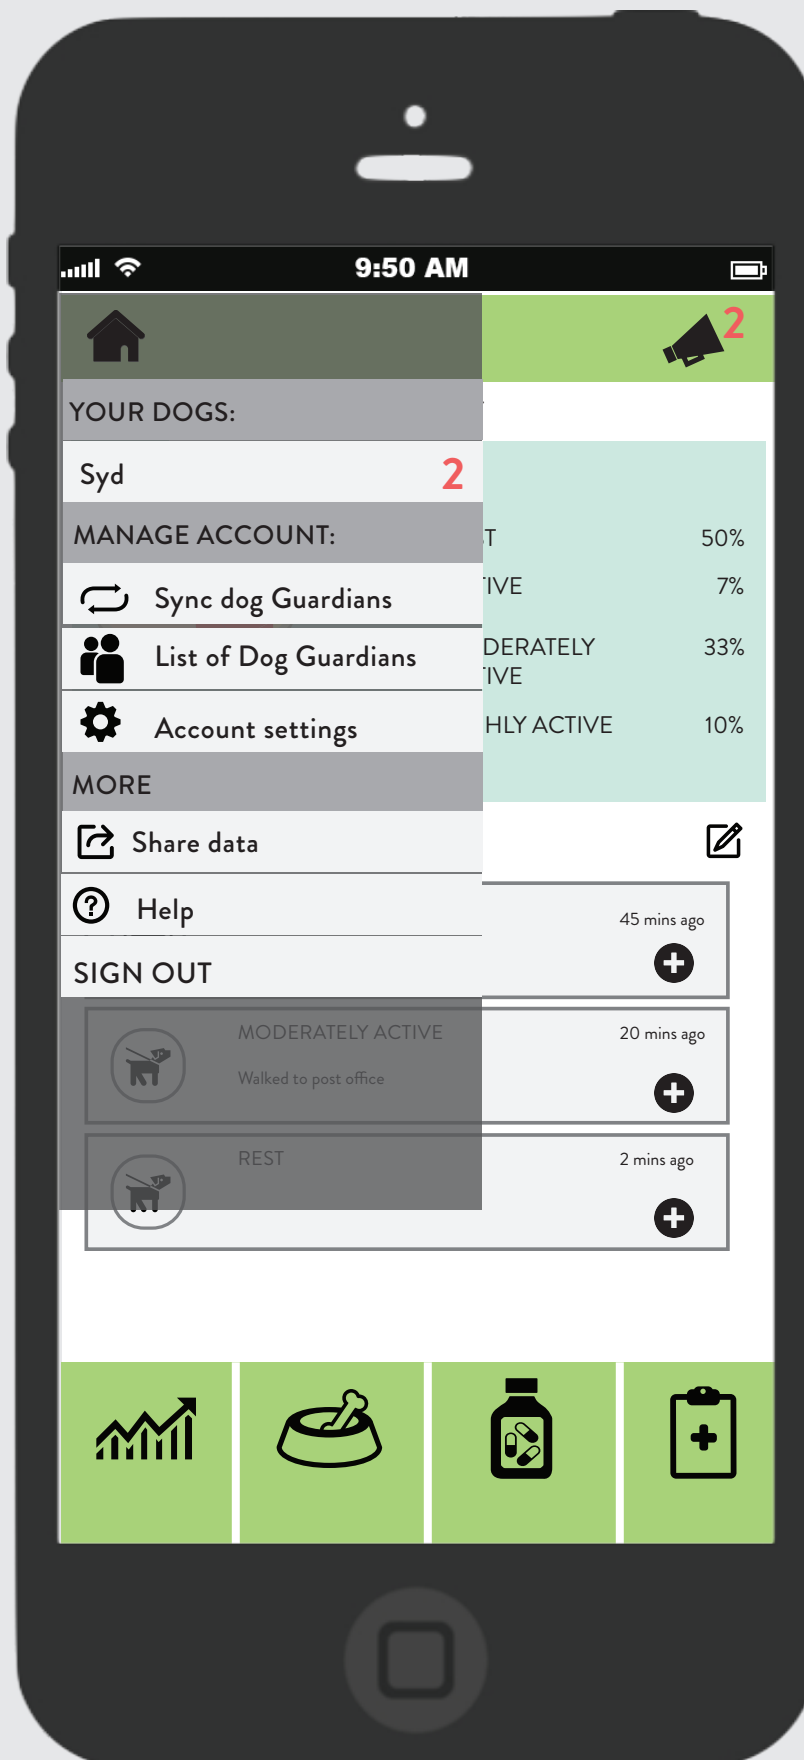 9:50 AM
2
YOUR DOGS:
Syd 2
MANAGE ACCOUNT:
Sync dog Guardians
List of Dog Guardians
Account settings
MORE
Share data
Help
SIGN OUT
50%
IVE 7%
DERATELY 33%
IVE
HLY ACTIVE 10%
45 mins ago
MODERATELY ACTIVE 20 mins ago
Walked to post office
REST 2 mins ago